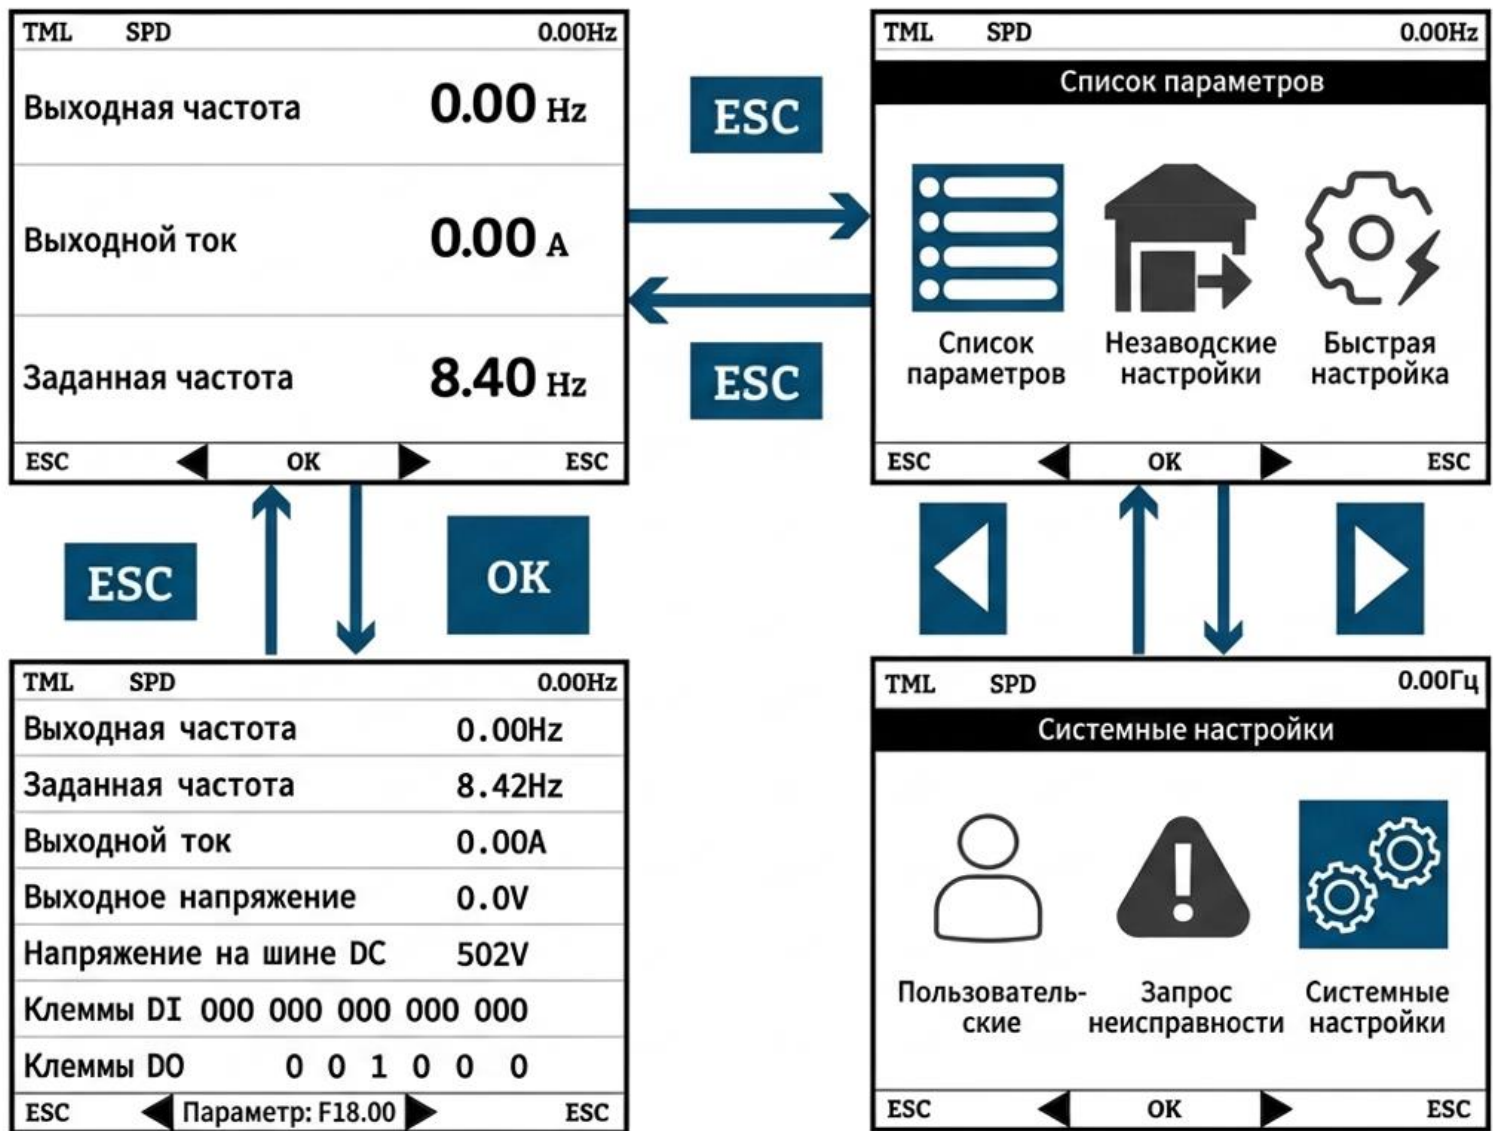 TML SPD 0.00Hz
Выходная частота 0.00 Hz
Выходной ток 0.00 A
Заданная частота 8.40 Hz
ESC OK ESC
ESC
ESC
TML SPD 0.00Hz
Список параметров
Список
параметров
Незаводские
настройки
Быстрая
настройка
ESC OK ESC
ESC
OK
TML SPD 0.00Hz
Выходная частота 0.00Hz
Заданная частота 8.42Hz
Выходной ток 0.00A
Выходное напряжение 0.0V
Напряжение на шине DC 502V
Клеммы DI 000 000 000 000 000
Клеммы DO 0 0 1 0 0 0
ESC Параметр: F18.00 ESC
TML SPD 0.00Гц
Системные настройки
Пользователь-
ские
Запрос
неисправности
Системные
настройки
ESC OK ESC